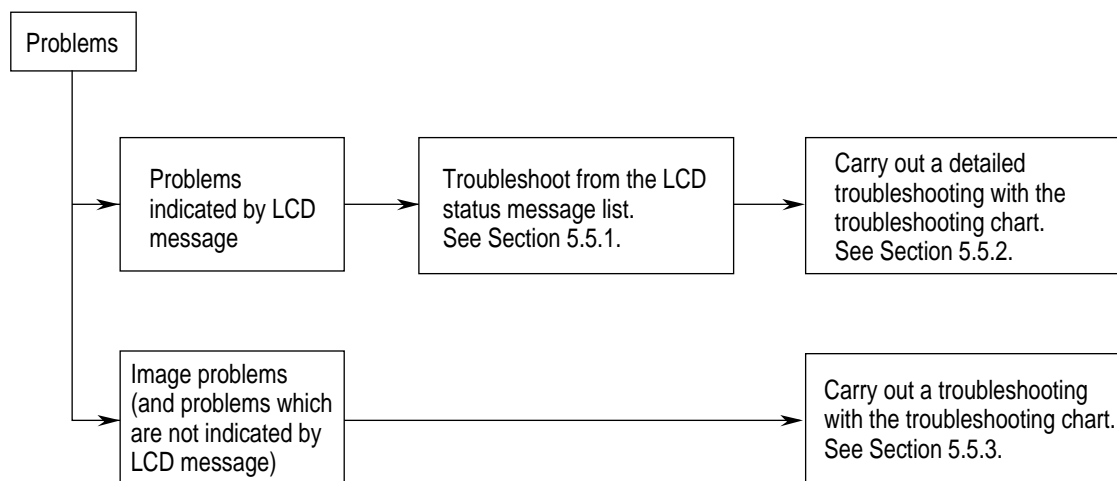 Problems
Problems
indicated by LCD
message
Troubleshoot from the LCD
status message list.
See Section 5.5.1.
Carry out a detailed
troubleshooting with the
troubleshooting chart.
See Section 5.5.2.
Image problems
(and problems which
are not indicated by
LCD message)
Carry out a troubleshooting
with the troubleshooting chart.
See Section 5.5.3.